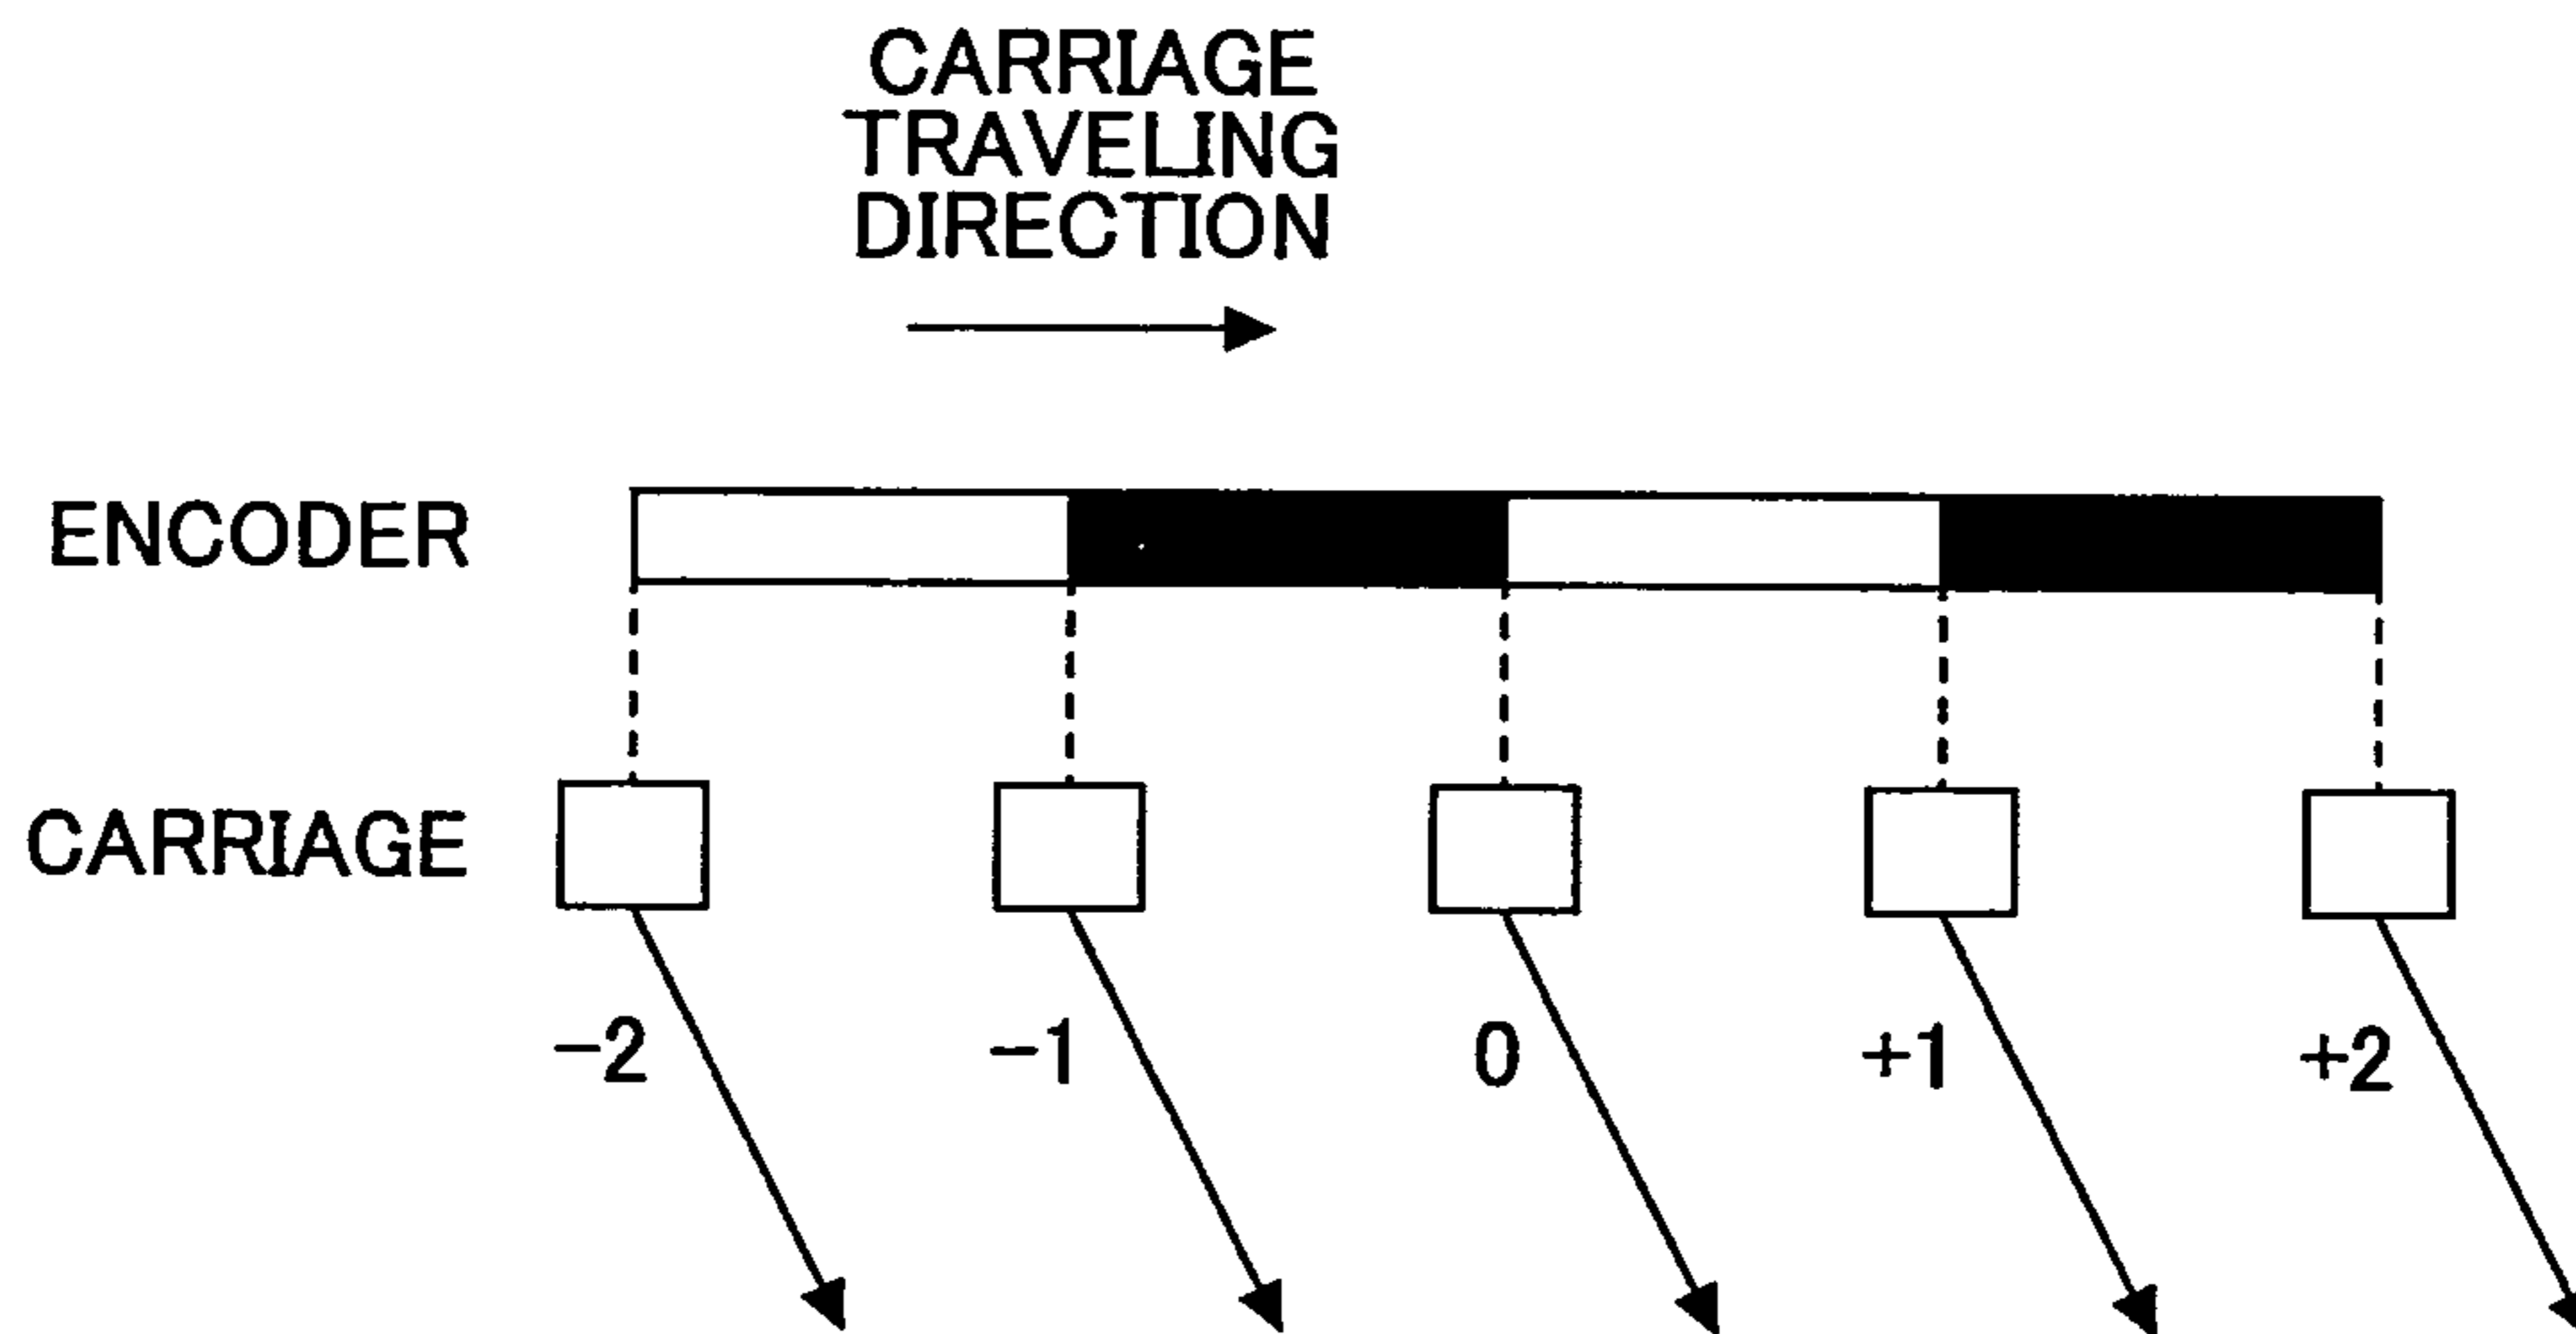 CARRIAGE
TRAVELING
DIRECTION
ENCODER
CARRIAGE
−2 −1 0 +1 +2